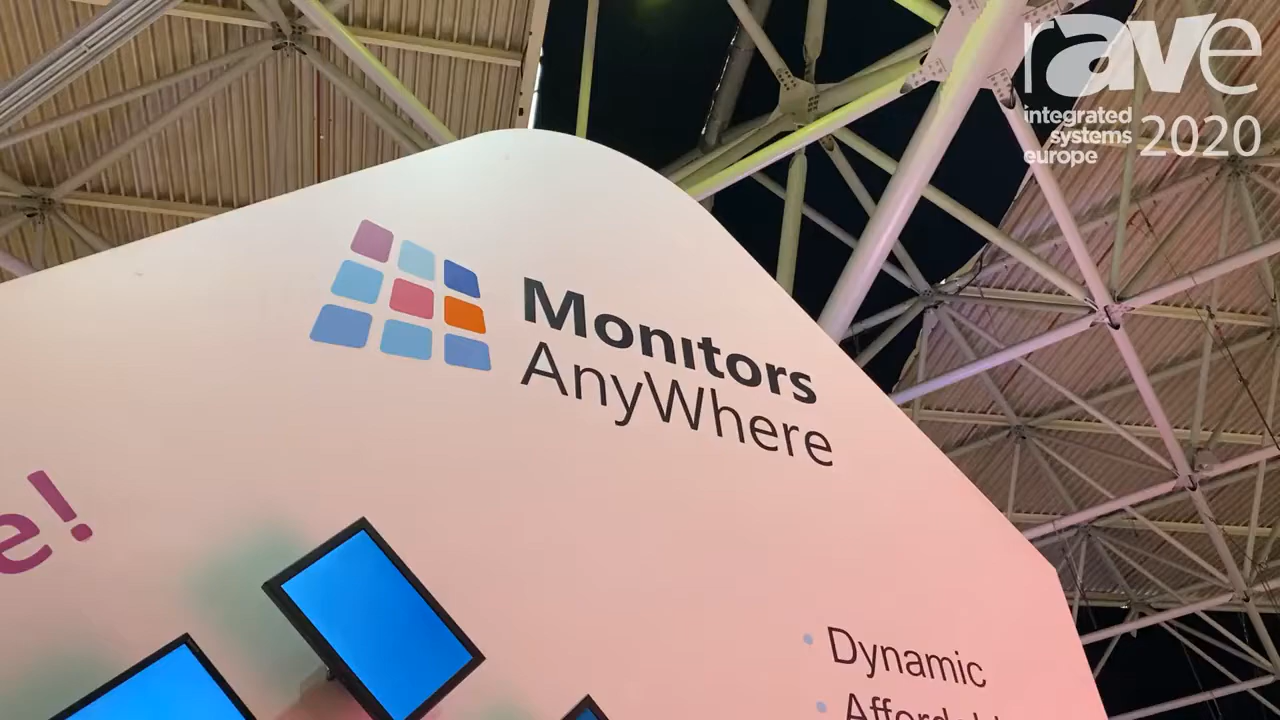 rave
integrated
systems
europe
2020
Monitors
AnyWhere
e!
Dynamic